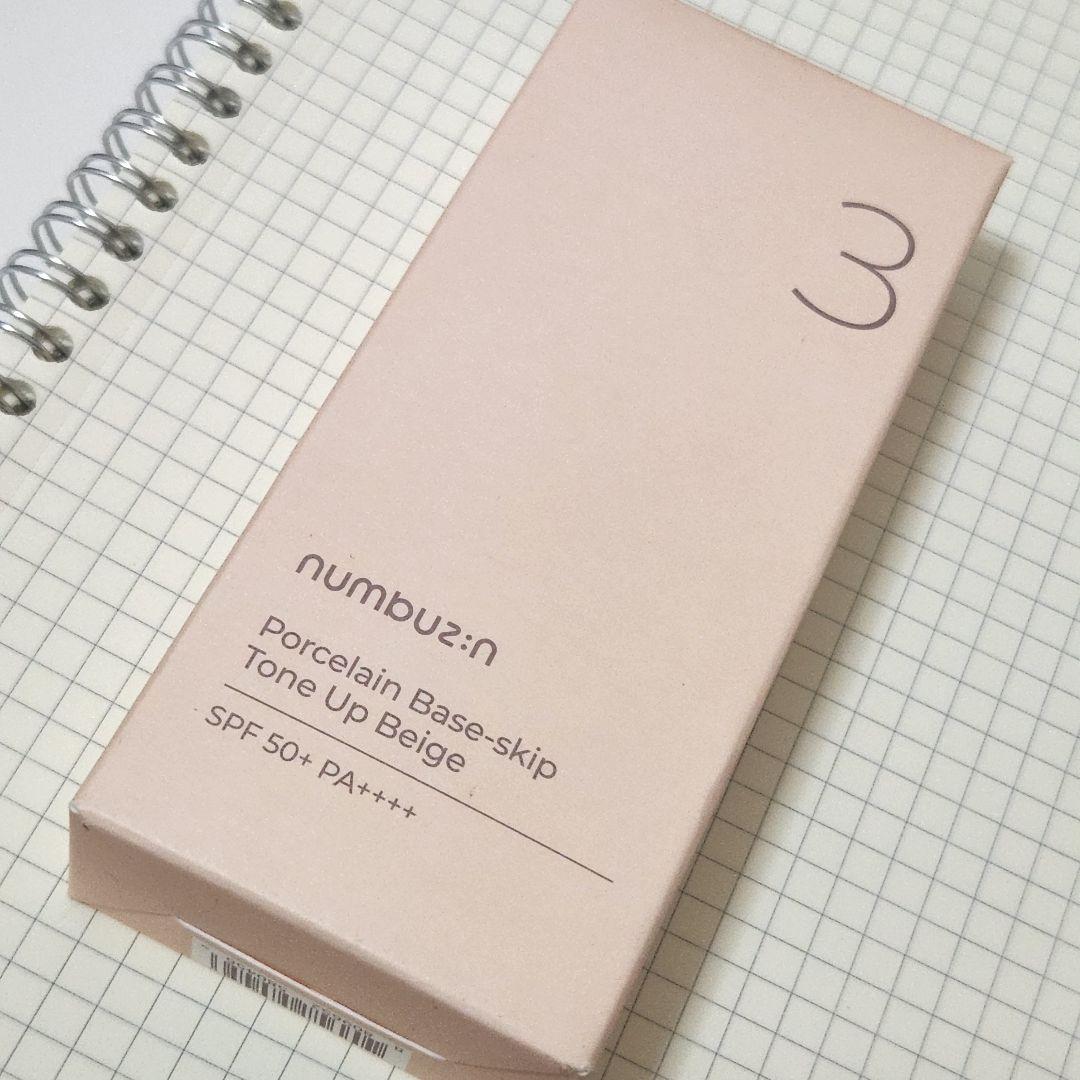 3
numbuz:n
Porcelain Base-skip
Tone Up Beige
SPF 50+ PA++++